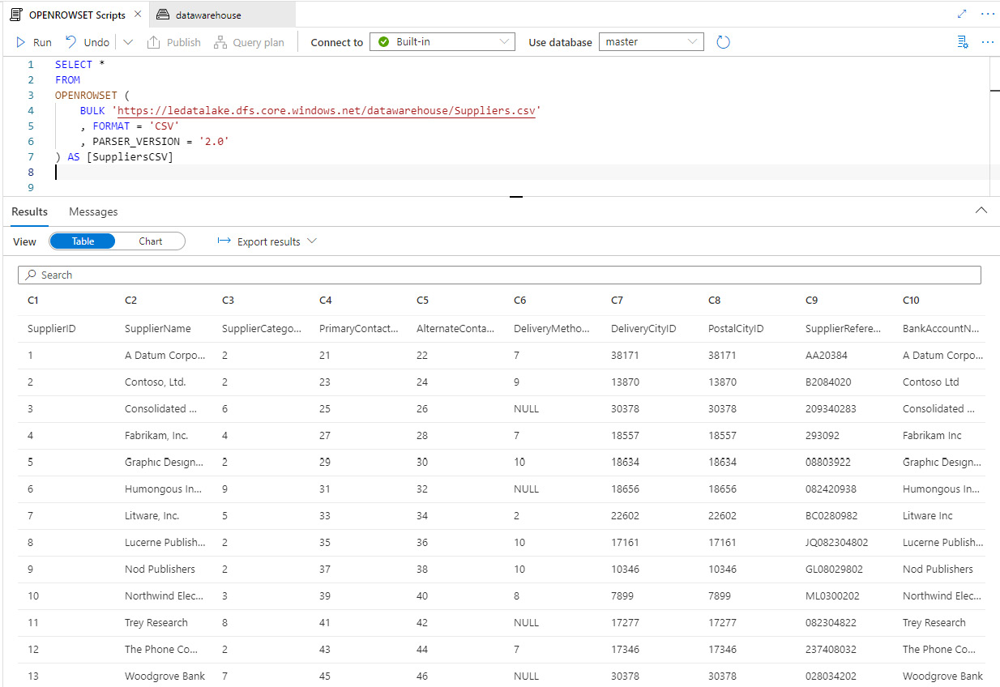 OPENROWSET Scripts × datawarehouse
Run Undo Publish Query plan Connect to Built-in Use database master
1 SELECT *
2 FROM
3 OPENROWSET (
4 BULK 'https://ledatalake.dfs.core.windows.net/datawarehouse/Suppliers.csv'
5 , FORMAT = 'CSV'
6 , PARSER_VERSION = '2.0'
7 ) AS [SuppliersCSV]
8
9
Results Messages
View Table Chart Export results
Search
C1 C2 C3 C4 C5 C6 C7 C8 C9 C10
SupplierID SupplierName SupplierCatego... PrimaryContact... AlternateConta... DeliveryMetho... DeliveryCityID PostalCityID SupplierRefere... BankAccountN...
1 A Datum Corpo... 2 21 22 7 38171 38171 AA20384 A Datum Corpo...
2 Contoso, Ltd. 2 23 24 9 13870 13870 B2084020 Contoso Ltd
3 Consolidated ... 6 25 26 NULL 30378 30378 209340283 Consolidated ...
4 Fabrikam, Inc. 4 27 28 7 18557 18557 293092 Fabrikam Inc
5 Graphic Design... 2 29 30 10 18634 18634 08803922 Graphic Design...
6 Humongous In... 9 31 32 NULL 18656 18656 082420938 Humongous In...
7 Litware, Inc. 5 33 34 2 22602 22602 BC0280982 Litware Inc
8 Lucerne Publish... 2 35 36 10 17161 17161 JQ082304802 Lucerne Publish...
9 Nod Publishers 2 37 38 10 10346 10346 GL08029802 Nod Publishers
10 Northwind Elec... 3 39 40 8 7899 7899 ML0300202 Northwind Elec...
11 Trey Research 8 41 42 NULL 17277 17277 082304822 Trey Research
12 The Phone Co... 2 43 44 7 17346 17346 237408032 The Phone Co...
13 Woodgrove Bank 7 45 46 NULL 30378 30378 028034202 Woodgrove Bank